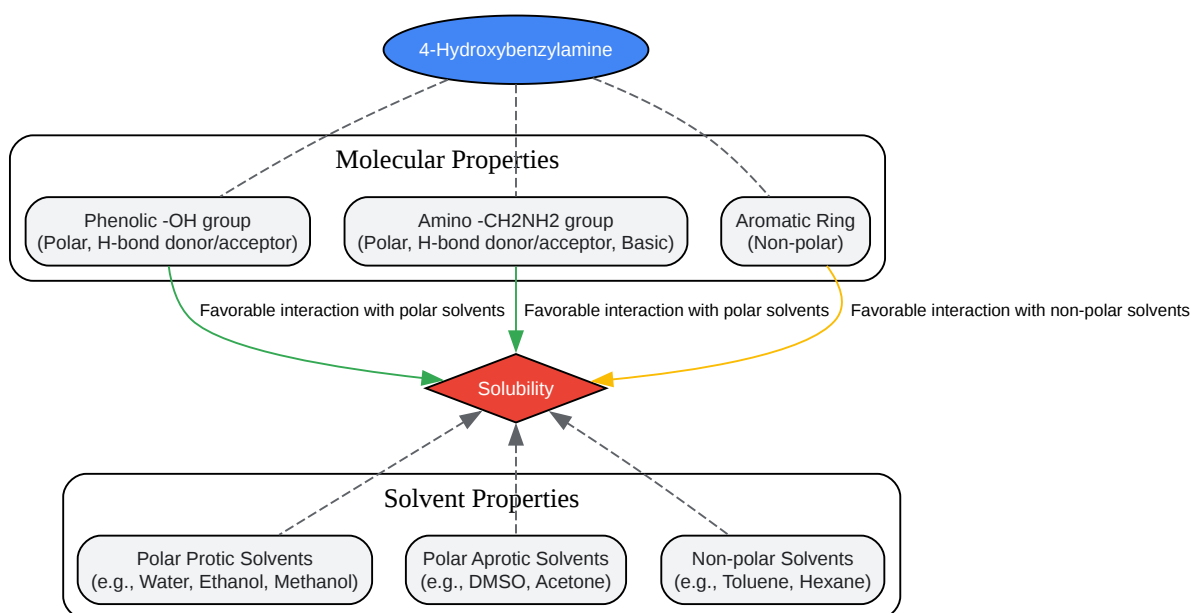 4-Hydroxybenzylamine
Molecular Properties
Phenolic -OH group
(Polar, H-bond donor/acceptor)
Amino -CH2NH2 group
(Polar, H-bond donor/acceptor, Basic)
Aromatic Ring
(Non-polar)
Favorable interaction with polar solvents
Favorable interaction with polar solvents
Favorable interaction with non-polar solvents
Solubility
Solvent Properties
Polar Protic Solvents
(e.g., Water, Ethanol, Methanol)
Polar Aprotic Solvents
(e.g., DMSO, Acetone)
Non-polar Solvents
(e.g., Toluene, Hexane)